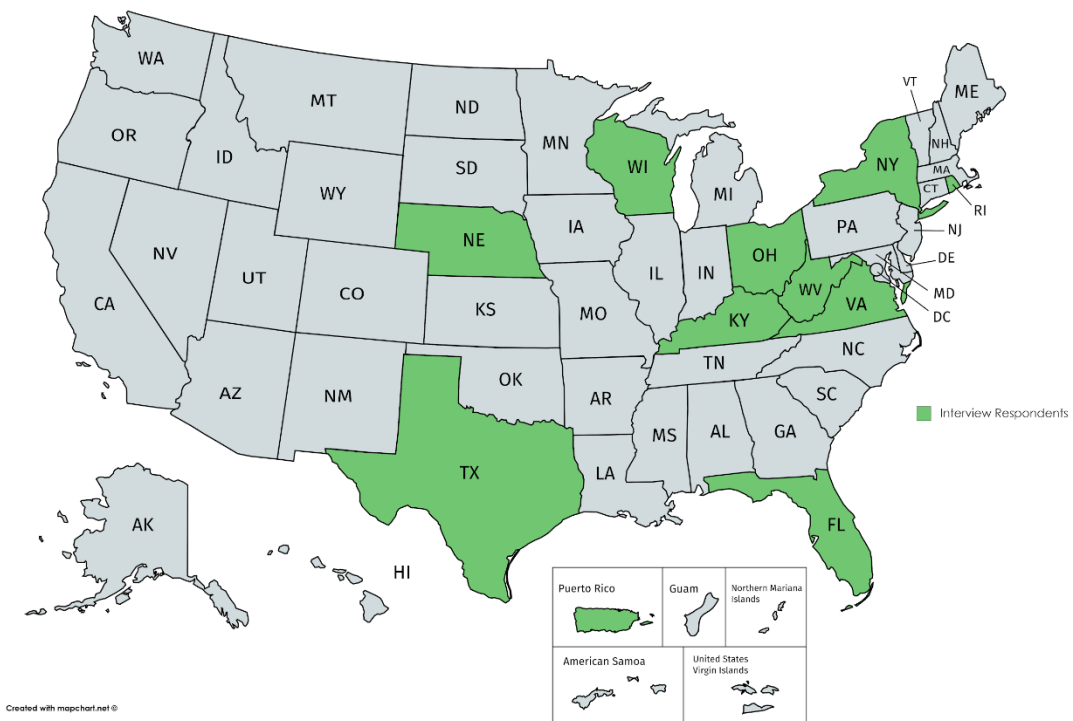 WA
MT
ND
MN
VT
ME
OR
ID
SD
WI
NH
NY
MA
WY
MI
CT
RI
NE
IA
PA
NJ
NV
UT
CO
IL
IN
OH
DE
WV
VA
MD
DC
CA
KS
MO
KY
TN
NC
AZ
NM
OK
AR
SC
MS
AL
GA
Interview Respondents
TX
LA
AK
FL
HI
Puerto Rico
Guam
Northern Mariana
Islands
American Samoa
United States
Virgin Islands
Created with mapchart.net ©